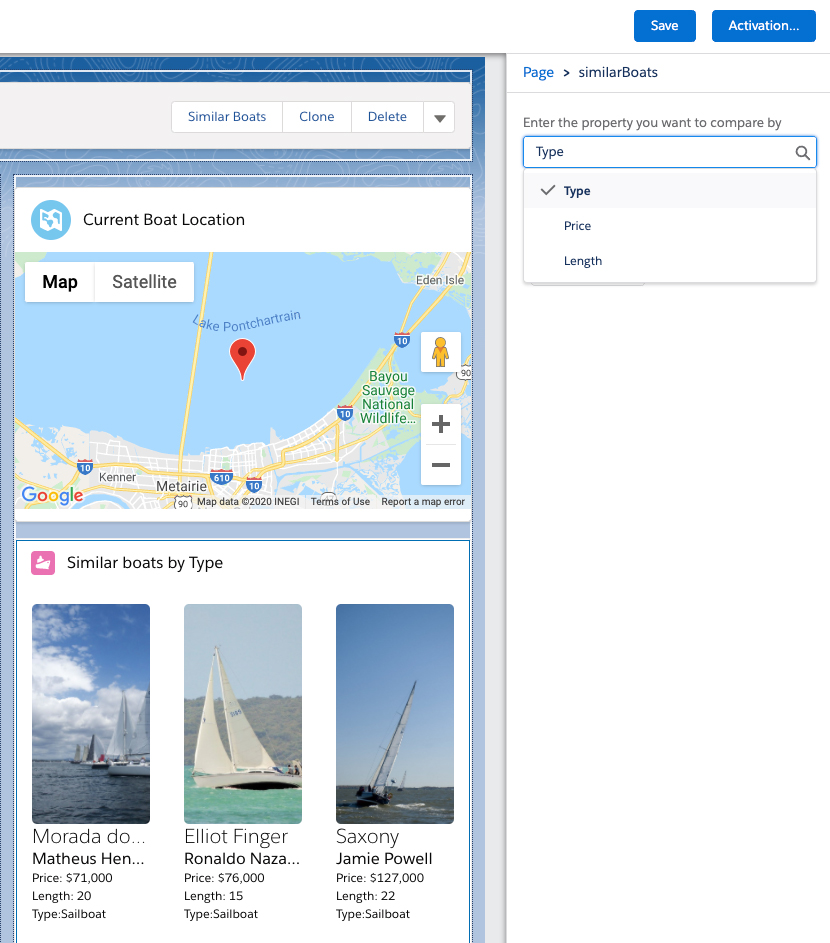 Save
Activation...
Page > similarBoats
Enter the property you want to compare by
Type
Type
Price
Length
Similar Boats
Clone
Delete
Current Boat Location
Map
Satellite
Eden Isle
Lake Pontchartrain
10
90
Bayou
Sauvage
National
Wildlife...
10
10
Kenner
610
10
Metairie
90
Google
Map data ©2020 INEGI
Terms of Use
Report a map error
Similar boats by Type
Morada do...
Matheus Hen...
Price: $71,000
Length: 20
Type:Sailboat
Elliot Finger
Ronaldo Naza...
Price: $76,000
Length: 15
Type:Sailboat
Saxony
Jamie Powell
Price: $127,000
Length: 22
Type:Sailboat